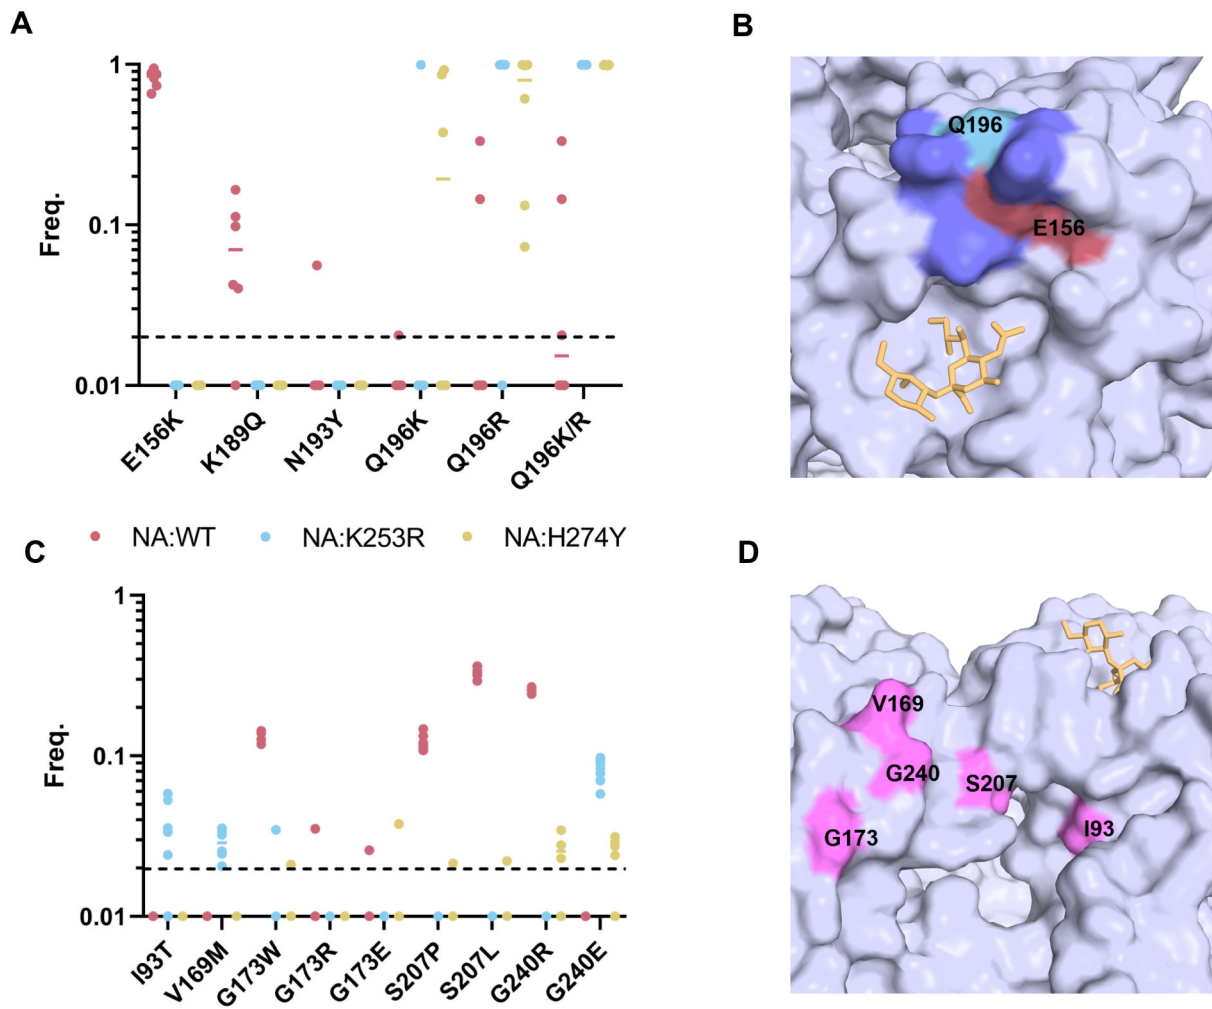 A
Freq.
1
0.1
0.01
E156K
K189Q
N193Y
Q196K
Q196R
Q196K/R
B
Q196
E156
NA:WT
NA:K253R
NA:H274Y
C
Freq.
1
0.1
0.01
I93T
V169M
G173W
G173R
G173E
S207P
S207L
G240R
G240E
D
V169
G240
S207
G173
I93